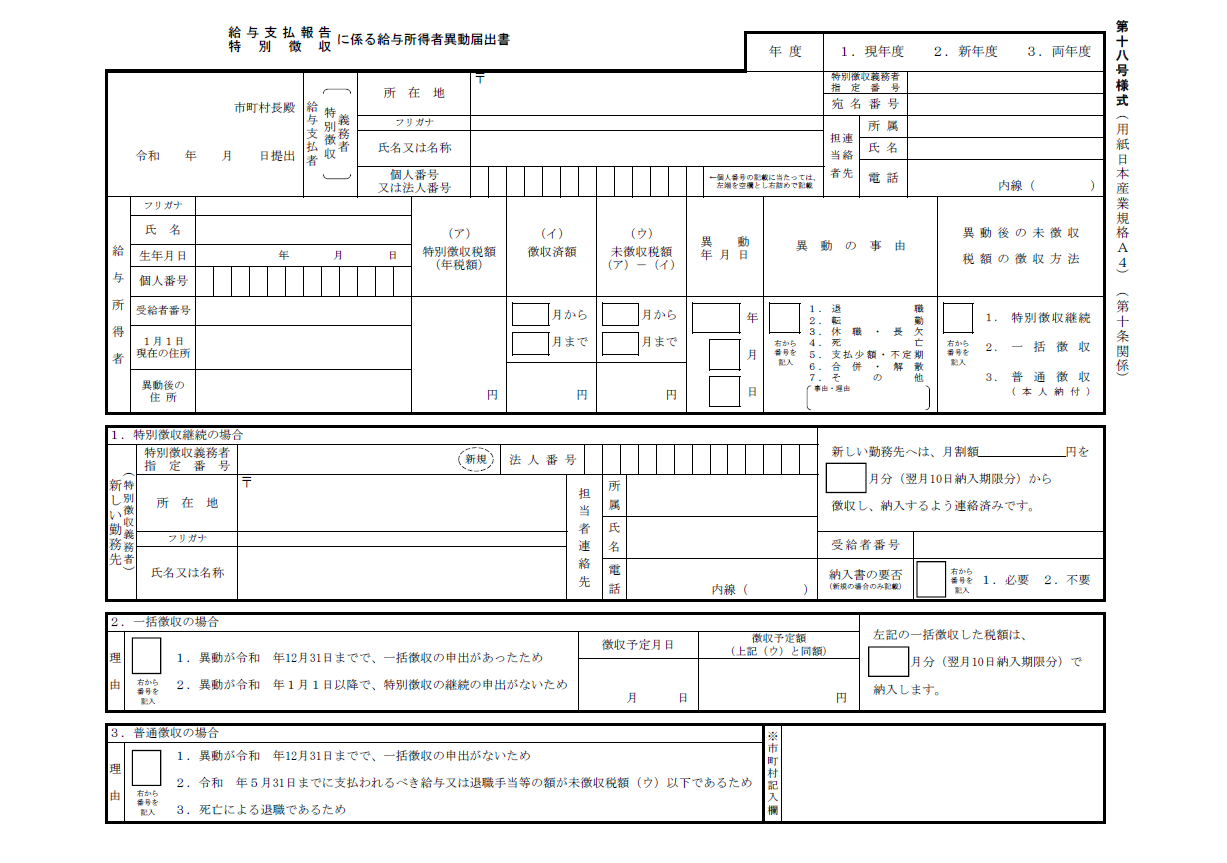 給与支払報告
特別徴収
に係る給与所得者異動届出書
年度
1．現年度　2．新年度　3．両年度
第十八号様式（用紙日本産業規格A４）（第十条関係）
市町村長殿
令和　年　月　日提出
給与支払者
（特別徴収義務者）
所在地
〒
フリガナ
氏名又は名称
個人番号
又は法人番号
←個人番号の記載に当たっては、
左端を空欄とし右詰めで記載
特別徴収義務者
指定番号
宛名番号
担当者
連絡先
所属
氏名
電話
内線（　　）
給与所得者
フリガナ
氏名
生年月日
年　月　日
個人番号
受給者番号
１月１日
現在の住所
異動後の
住所
（ア）
特別徴収税額
（年税額）
円
（イ）
徴収済額
月から
月まで
円
（ウ）
未徴収税額
（ア）－（イ）
月から
月まで
円
異動
年月日
年
月
日
異動の事由
右から
番号を
記入
1．退職
2．転勤
3．休職・長欠
4．死亡
5．支払少額・不定期
6．合併・解散
7．その他
事由・理由
異動後の未徴収
税額の徴収方法
右から
番号を
記入
1．特別徴収継続
2．一括徴収
3．普通徴収
（本人納付）
1．特別徴収継続の場合
新しい勤務先
（特別徴収義務者）
特別徴収義務者
指定番号
新規
法人番号
所在地
〒
フリガナ
氏名又は名称
担当者連絡先
所属
氏名
電話
内線（　　）
新しい勤務先へは、月割額　　円を
月分（翌月10日納入期限分）から
徴収し、納入するよう連絡済みです。
受給者番号
納入書の要否
（新規の場合のみ記載）
右から
番号を
記入
1．必要　2．不要
2．一括徴収の場合
理由
右から
番号を
記入
1．異動が令和　年12月31日までで、一括徴収の申出があったため
2．異動が令和　年１月１日以降で、特別徴収の継続の申出がないため
徴収予定月日
月　日
徴収予定額
（上記（ウ）と同額）
円
左記の一括徴収した税額は、
月分（翌月10日納入期限分）で
納入します。
3．普通徴収の場合
理由
右から
番号を
記入
1．異動が令和　年12月31日までで、一括徴収の申出がないため
2．令和　年５月31日までに支払われるべき給与又は退職手当等の額が未徴収税額（ウ）以下であるため
3．死亡による退職であるため
※市町村記入欄